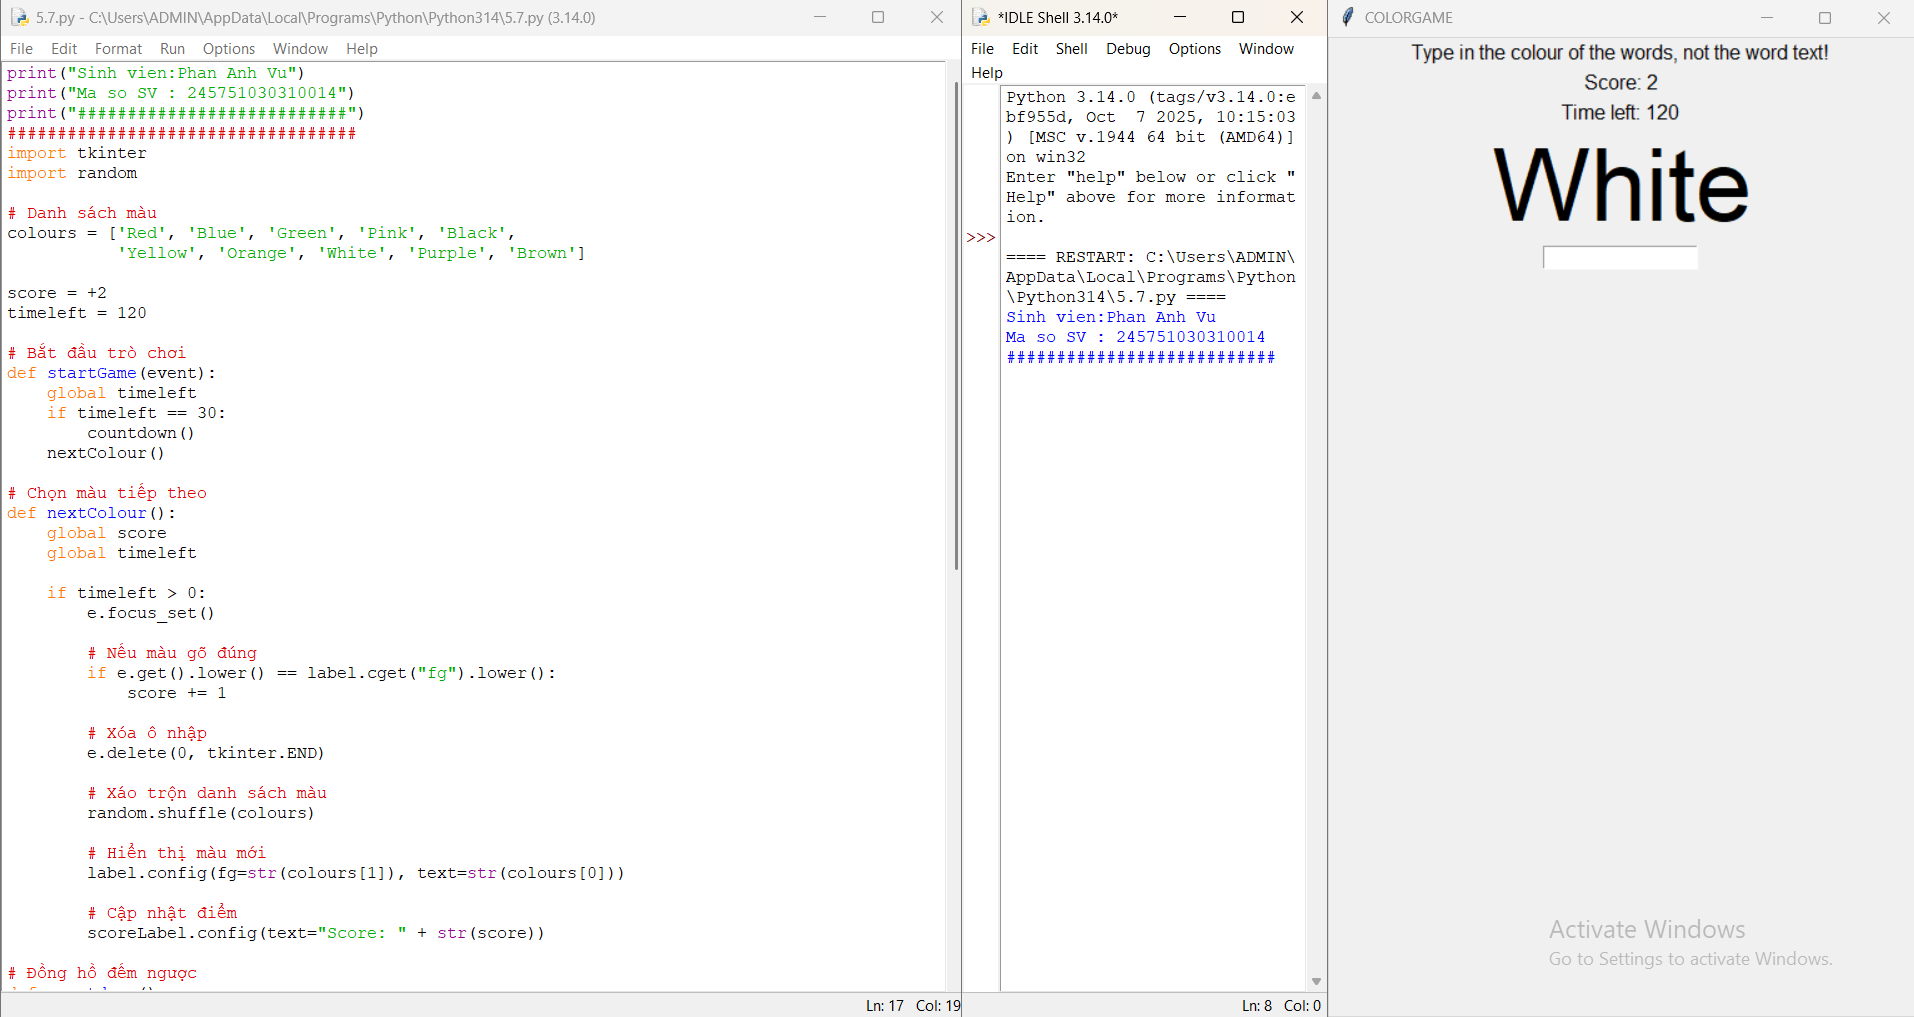 5.7.py - C:\Users\ADMIN\AppData\Local\Programs\Python\Python314\5.7.py (3.14.0)
File Edit Format Run Options Window Help
print("Sinh vien:Phan Anh Vu")
print("Ma so SV : 245751030310014")
print("###########################")
###################################
import tkinter
import random
# Danh sách màu
colours = ['Red', 'Blue', 'Green', 'Pink', 'Black',
'Yellow', 'Orange', 'White', 'Purple', 'Brown']
score = +2
timeleft = 120
# Bắt đầu trò chơi
def startGame(event):
global timeleft
if timeleft == 30:
countdown()
nextColour()
# Chọn màu tiếp theo
def nextColour():
global score
global timeleft
if timeleft > 0:
e.focus_set()
# Nếu màu gõ đúng
if e.get().lower() == label.cget("fg").lower():
score += 1
# Xóa ô nhập
e.delete(0, tkinter.END)
# Xáo trộn danh sách màu
random.shuffle(colours)
# Hiển thị màu mới
label.config(fg=str(colours[1]), text=str(colours[0]))
# Cập nhật điểm
scoreLabel.config(text="Score: " + str(score))
# Đồng hồ đếm ngược
Ln: 17 Col: 19
*IDLE Shell 3.14.0*
File Edit Shell Debug Options Window
Help
Python 3.14.0 (tags/v3.14.0:e
bf955d, Oct 7 2025, 10:15:03
) [MSC v.1944 64 bit (AMD64)]
on win32
Enter "help" below or click "
Help" above for more informat
ion.
>>>
==== RESTART: C:\Users\ADMIN\
AppData\Local\Programs\Python
\Python314\5.7.py ====
Sinh vien:Phan Anh Vu
Ma so SV : 245751030310014
###########################
Ln: 8 Col: 0
COLORGAME
Type in the colour of the words, not the word text!
Score: 2
Time left: 120
White
Activate Windows
Go to Settings to activate Windows.